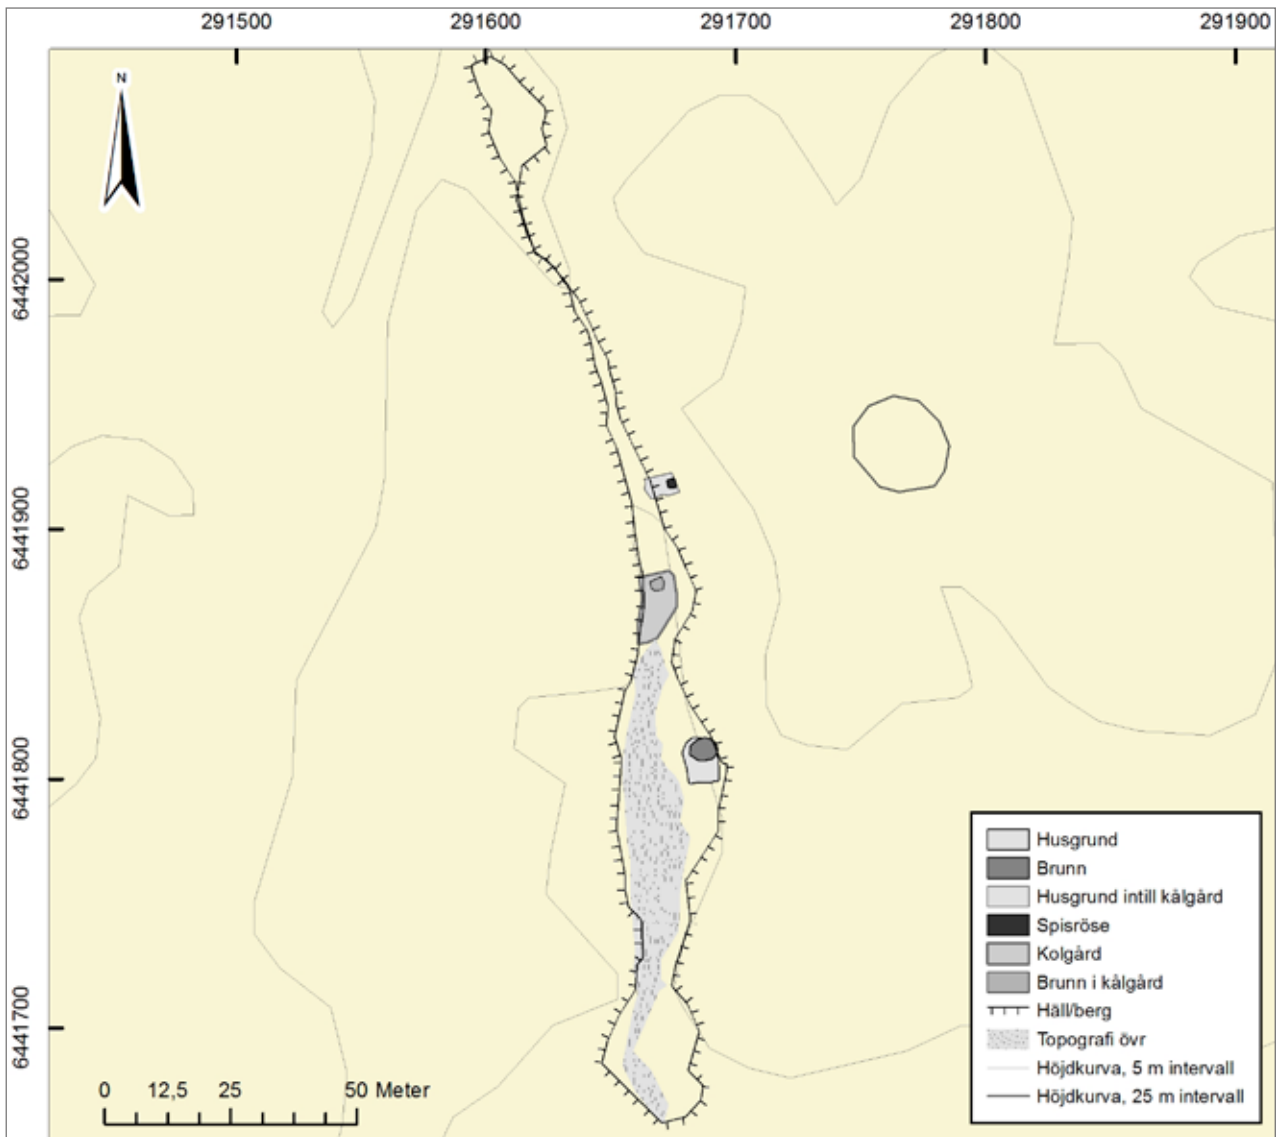 291500 291600 291700 291800 291900
N
6442000
6441900
6441800
6441700
0 12,5 25 50 Meter
Husgrund
Brunn
Husgrund intill kålgård
Spisröse
Kolgård
Brunn i kålgård
Häll/berg
Topografi övr
Höjdkurva, 5 m intervall
Höjdkurva, 25 m intervall